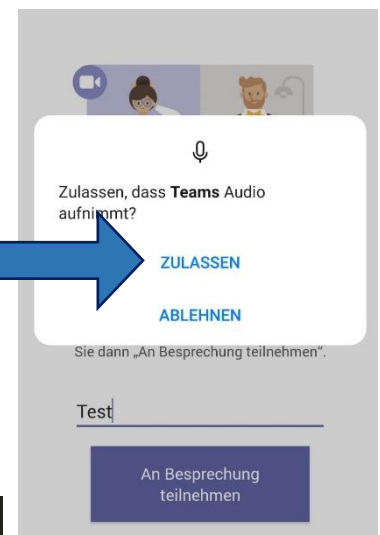 Zulassen, dass Teams Audio
aufnimmt?
ZULASSEN
ABLEHNEN
Sie dann „An Besprechung teilnehmen“.
Test
An Besprechung
teilnehmen